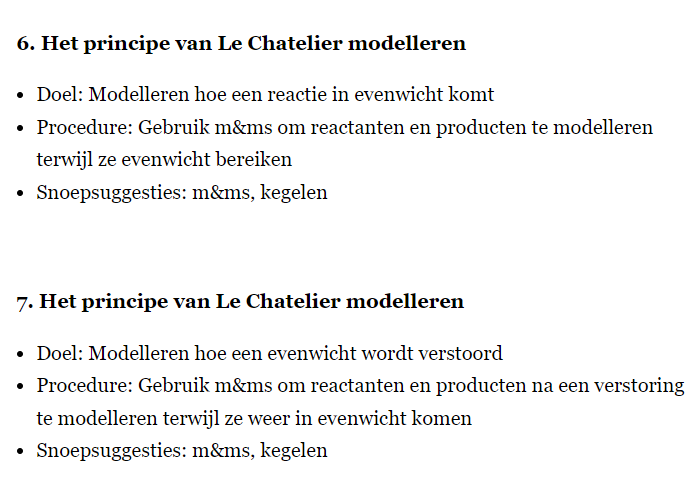 6. Het principe van Le Chatelier modelleren
• Doel: Modelleren hoe een reactie in evenwicht komt
• Procedure: Gebruik m&ms om reactanten en producten te modelleren
terwijl ze evenwicht bereiken
• Snoepsuggesties: m&ms, kegelen
7. Het principe van Le Chatelier modelleren
• Doel: Modelleren hoe een evenwicht wordt verstoord
• Procedure: Gebruik m&ms om reactanten en producten na een verstoring
te modelleren terwijl ze weer in evenwicht komen
• Snoepsuggesties: m&ms, kegelen